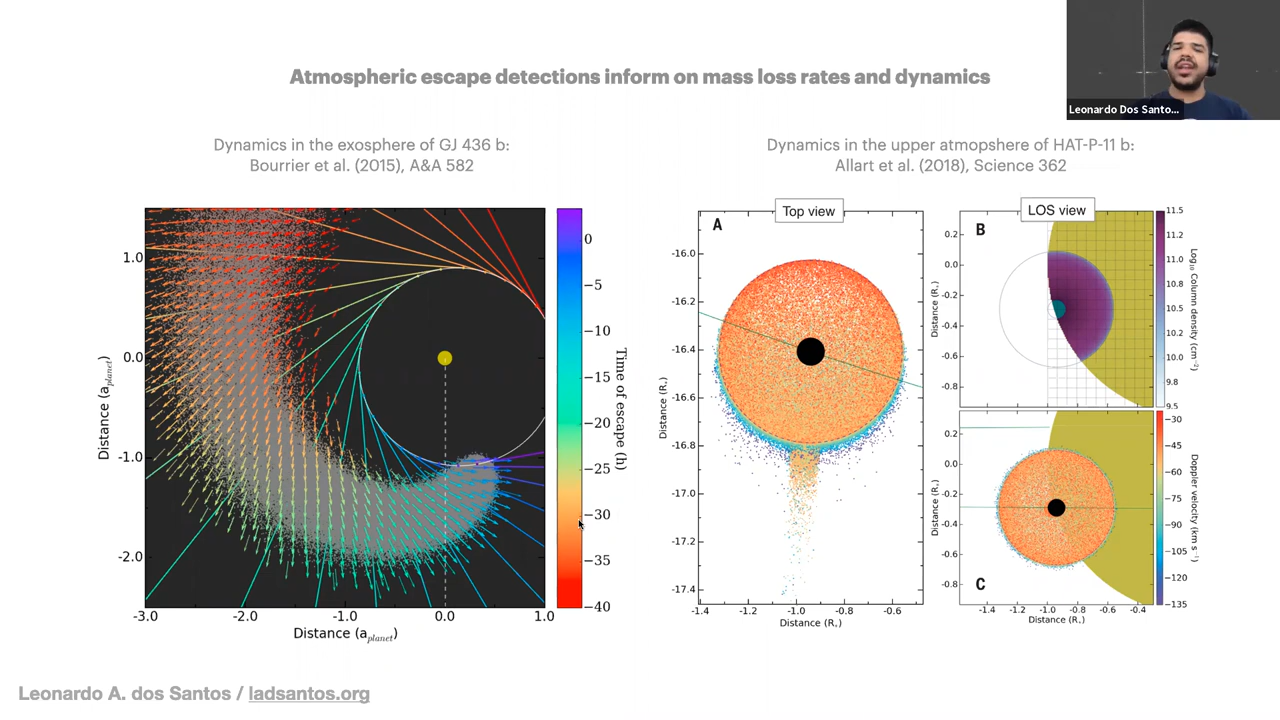 Atmospheric escape detections inform on mass loss rates and dynamics
Leonardo Dos Santo...
Dynamics in the exosphere of GJ 436 b:
Bourrier et al. (2015), A&A 582
Dynamics in the upper atmopshere of HAT-P-11 b:
Allart et al. (2018), Science 362
1.0
0.0
-1.0
-2.0
Distance (aplanet)
-3.0 -2.0 -1.0 0.0 1.0
Distance (aplanet)
0
−5
−10
−15
−20
−25
−30
−35
−40
Time of escape (h)
Top view
A
-16.0
-16.2
-16.4
-16.6
-16.8
-17.0
-17.2
-17.4
Distance (R*)
-1.4 -1.2 -1.0 -0.8 -0.6
Distance (R*)
LOS view
B
0.2
0.0
-0.2
-0.4
-0.6
-0.8
Distance (R*)
11.5
11.2
11.0
10.8
10.5
10.2
10.0
9.8
9.5
Log10 Column density (cm-2)
C
0.2
0.0
-0.2
-0.4
-0.6
-0.8
Distance (R*)
-1.4 -1.2 -1.0 -0.8 -0.6 -0.4
Distance (R*)
−30
−45
−60
−75
−90
−105
−120
−135
Doppler velocity (km s-1)
Leonardo A. dos Santos / ladsantos.org